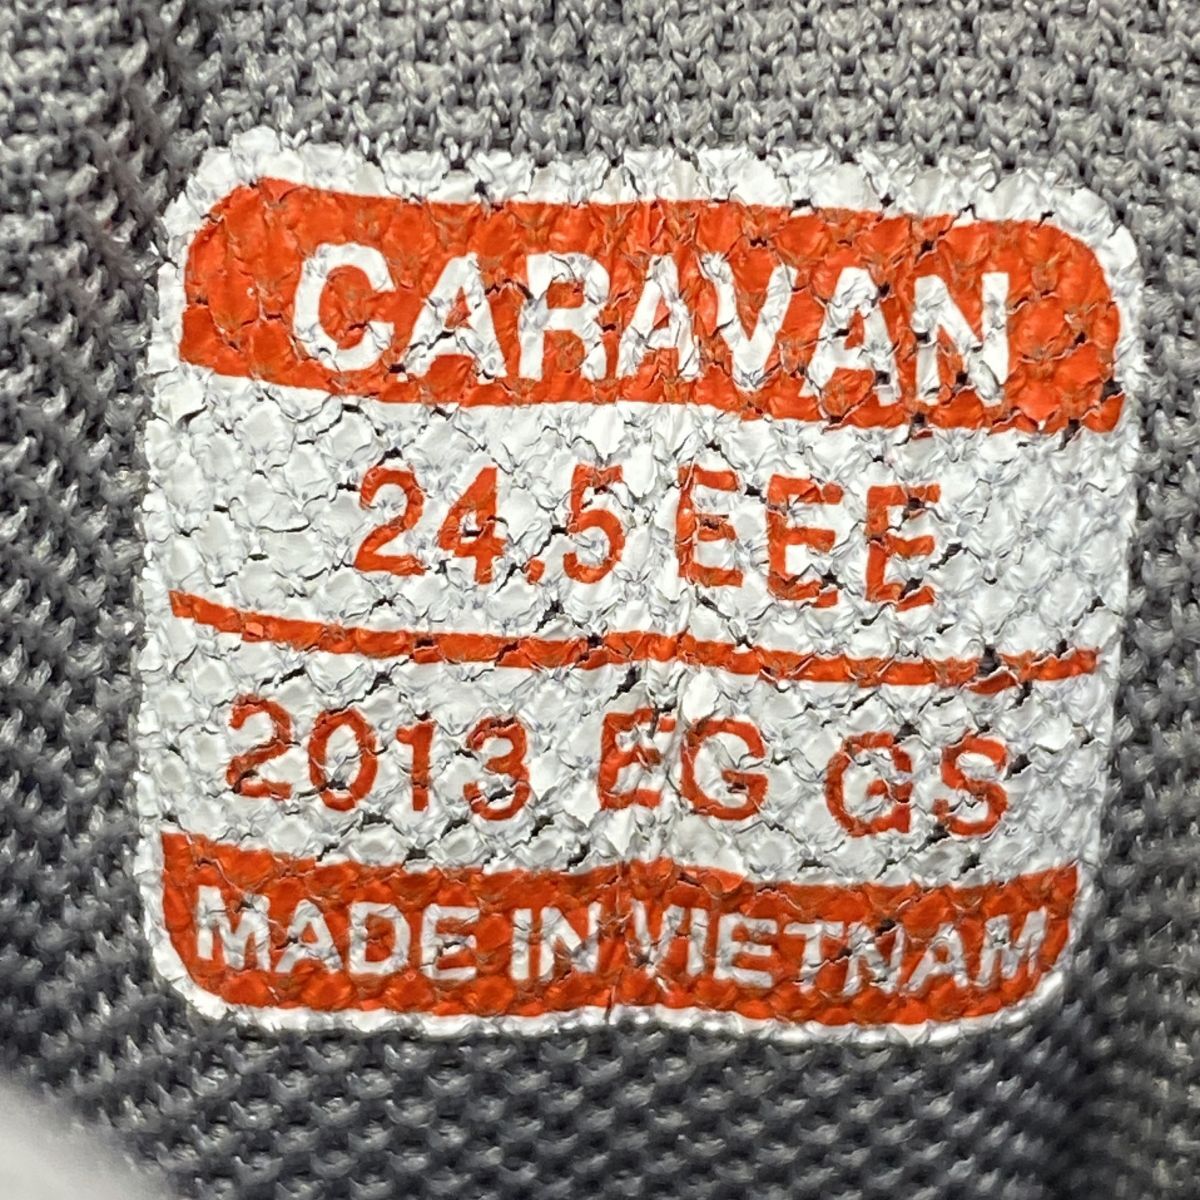 CARAVAN
24.5 EEE
2013 EG GS
MADE IN VIETNAM